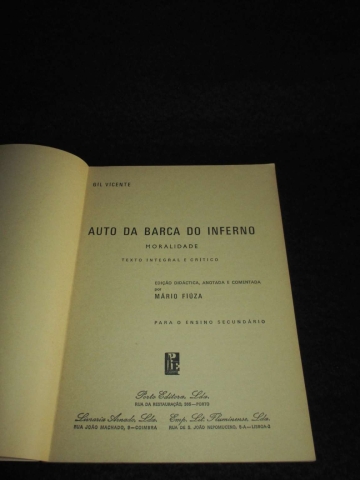 GIL VICENTE
AUTO DA BARCA DO INFERNO
MORALIDADE
TEXTO INTEGRAL E CRÍTICO
EDIÇÃO DIDÁCTICA, ANOTADA E COMENTADA
por
MÁRIO FIÚZA
PARA O ENSINO SECUNDÁRIO
PE
Porto Editora, Lda.
RUA DA RESTAURAÇÃO, 365—PORTO
Livraria Arnado, Lda.
RUA JOÃO MACHADO, 9—COIMBRA
Emp. Lit. Fluminense, Lda.
RUA DE S. JOÃO NEPOMUCENO, 8-A—LISBOA-2